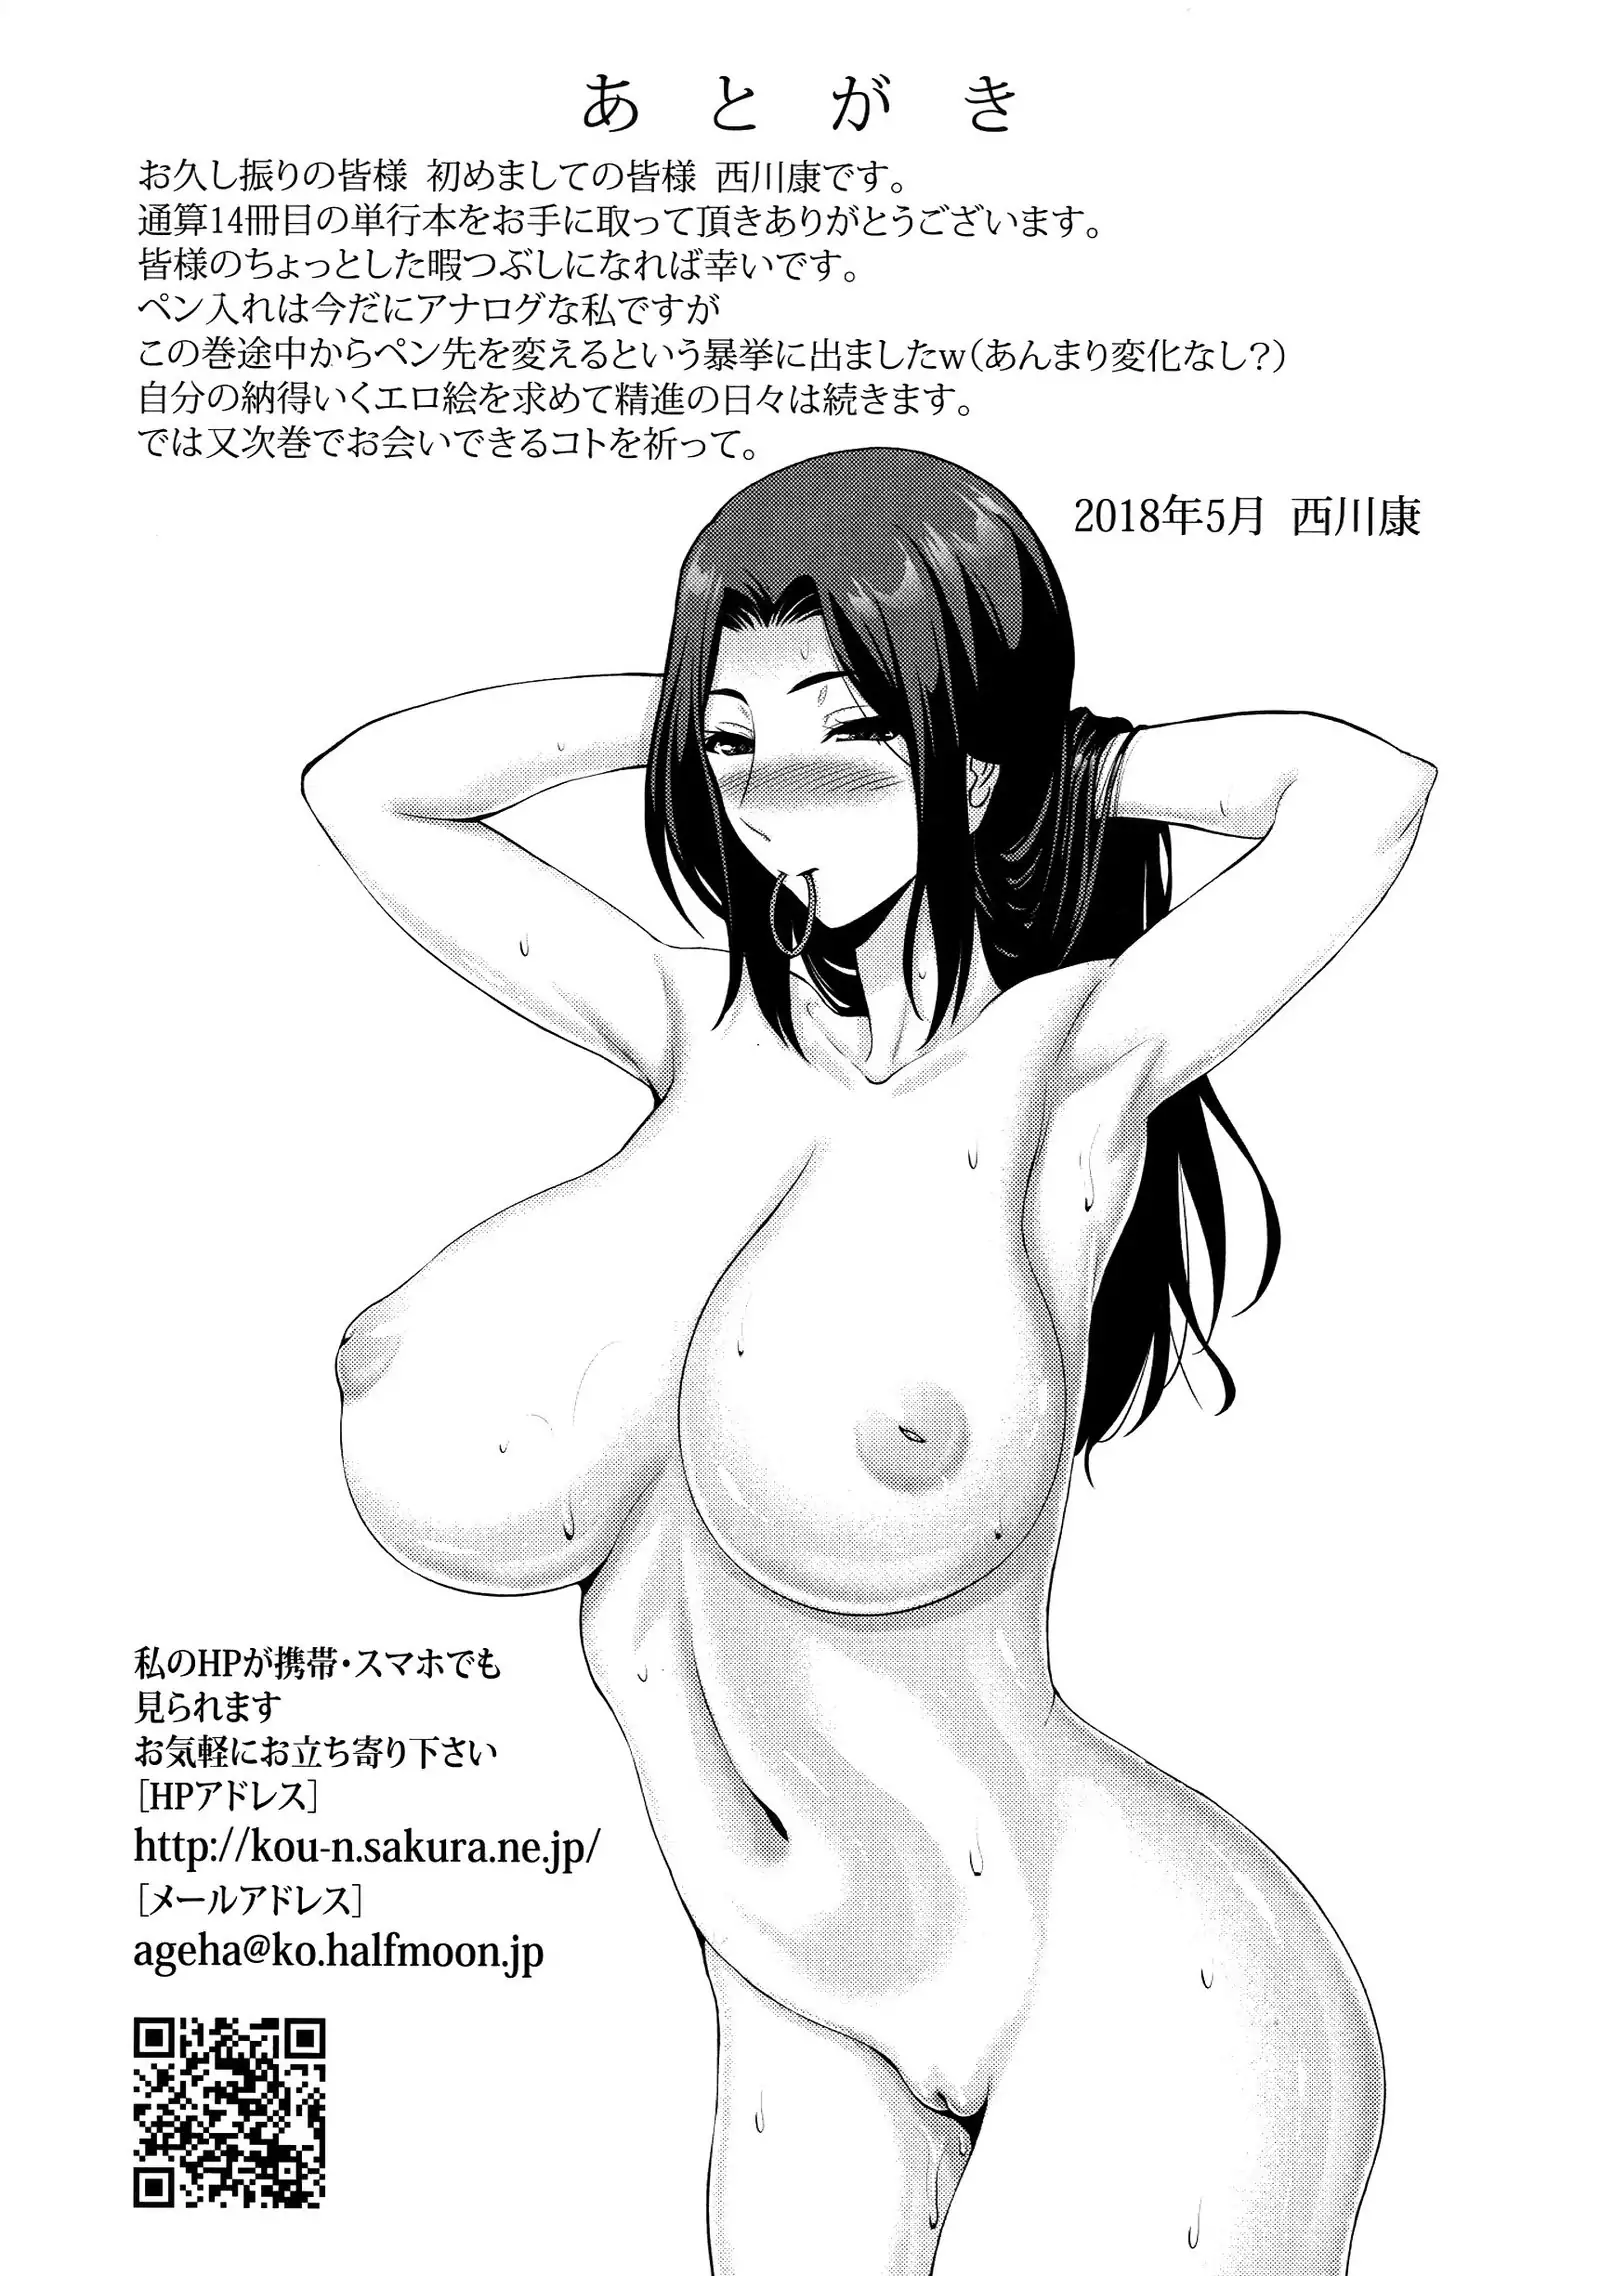 あとがき
お久し振りの皆様 初めましての皆様 西川康です。
通算14冊目の単行本をお手に取って頂きありがとうございます。
皆様のちょっとした暇つぶしになれば幸いです。
ペン入れは今だにアナログな私ですが
この巻途中からペン先を変えるという暴挙に出ましたw(あんまり変化なし?)
自分の納得いくエロ絵を求めて精進の日々は続きます。
では又次巻でお会いできるコトを祈って。
2018年5月 西川康
私のHPが携帯・スマホでも
見られます
お気軽にお立ち寄り下さい
[HPアドレス]
http://kou-n.sakura.ne.jp/
[メールアドレス]
ageha@ko.halfmoon.jp